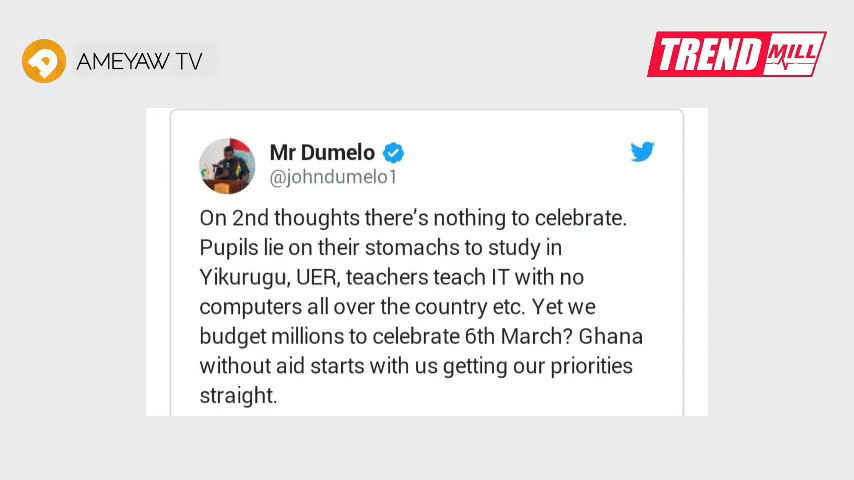 AMEYAW TV
TREND MILL
Mr Dumelo
@johndumelo1
On 2nd thoughts there's nothing to celebrate.
Pupils lie on their stomachs to study in
Yikurugu, UER, teachers teach IT with no
computers all over the country etc. Yet we
budget millions to celebrate 6th March? Ghana
without aid starts with us getting our priorities
straight.